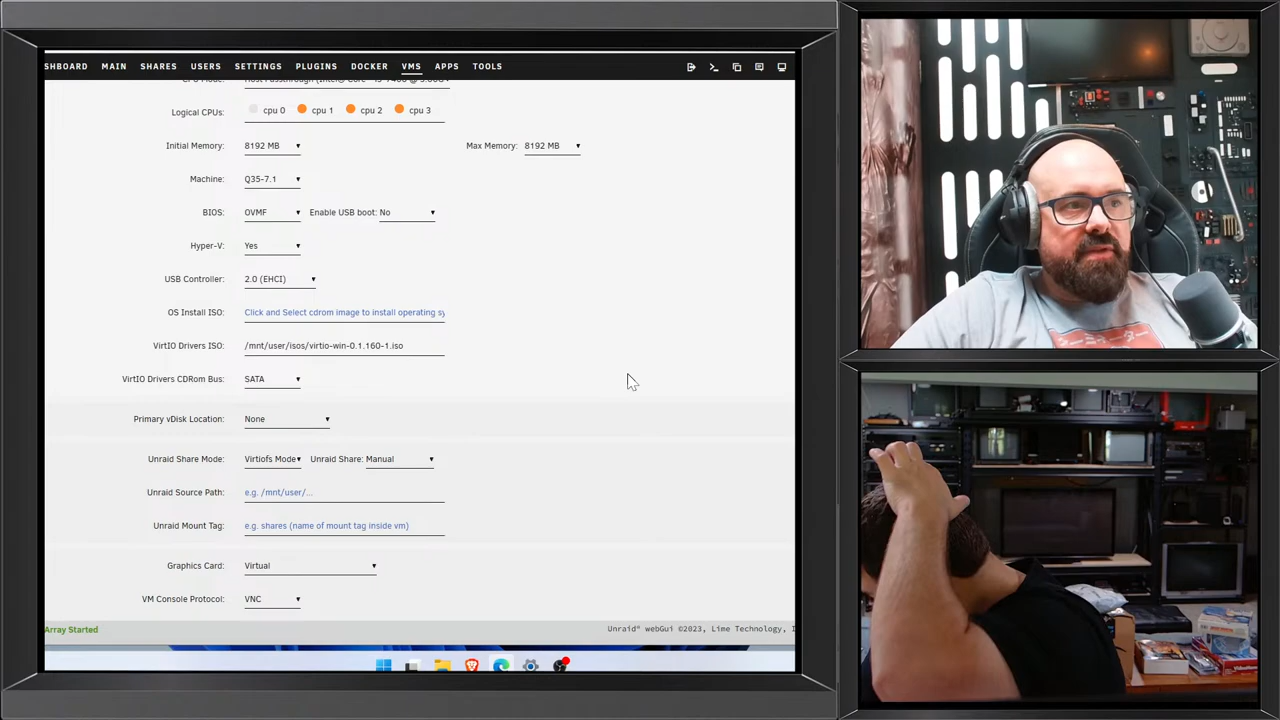 SHBOARD MAIN SHARES USERS SETTINGS PLUGINS DOCKER VMS APPS TOOLS
Logical CPUs: cpu 0 cpu 1 cpu 2 cpu 3
Initial Memory: 8192 MB Max Memory: 8192 MB
Machine: Q35-7.1
BIOS: OVMF Enable USB boot: No
Hyper-V: Yes
USB Controller: 2.0 (EHCI)
OS Install ISO: Click and Select cdrom image to install operating sy
VirtIO Drivers ISO: /mnt/user/isos/virtio-win-0.1.160-1.iso
VirtIO Drivers CDRom Bus: SATA
Primary vDisk Location: None
Unraid Share Mode: Virtiofs Mode Unraid Share: Manual
Unraid Source Path: e.g. /mnt/user/...
Unraid Mount Tag: e.g. shares (name of mount tag inside vm)
Graphics Card: Virtual
VM Console Protocol: VNC
Array Started Unraid® webGui ©2023, Lime Technology, I